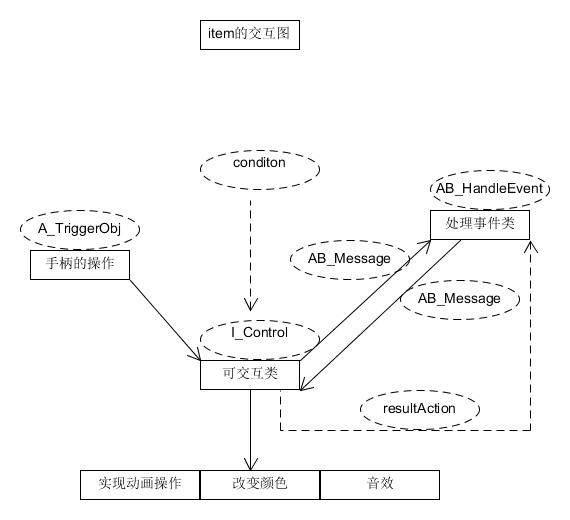 item的交互图
conditon
AB_HandleEvent
处理事件类
A_TriggerObj
手柄的操作
AB_Message
AB_Message
I_Control
可交互类
resultAction
实现动画操作
改变颜色
音效